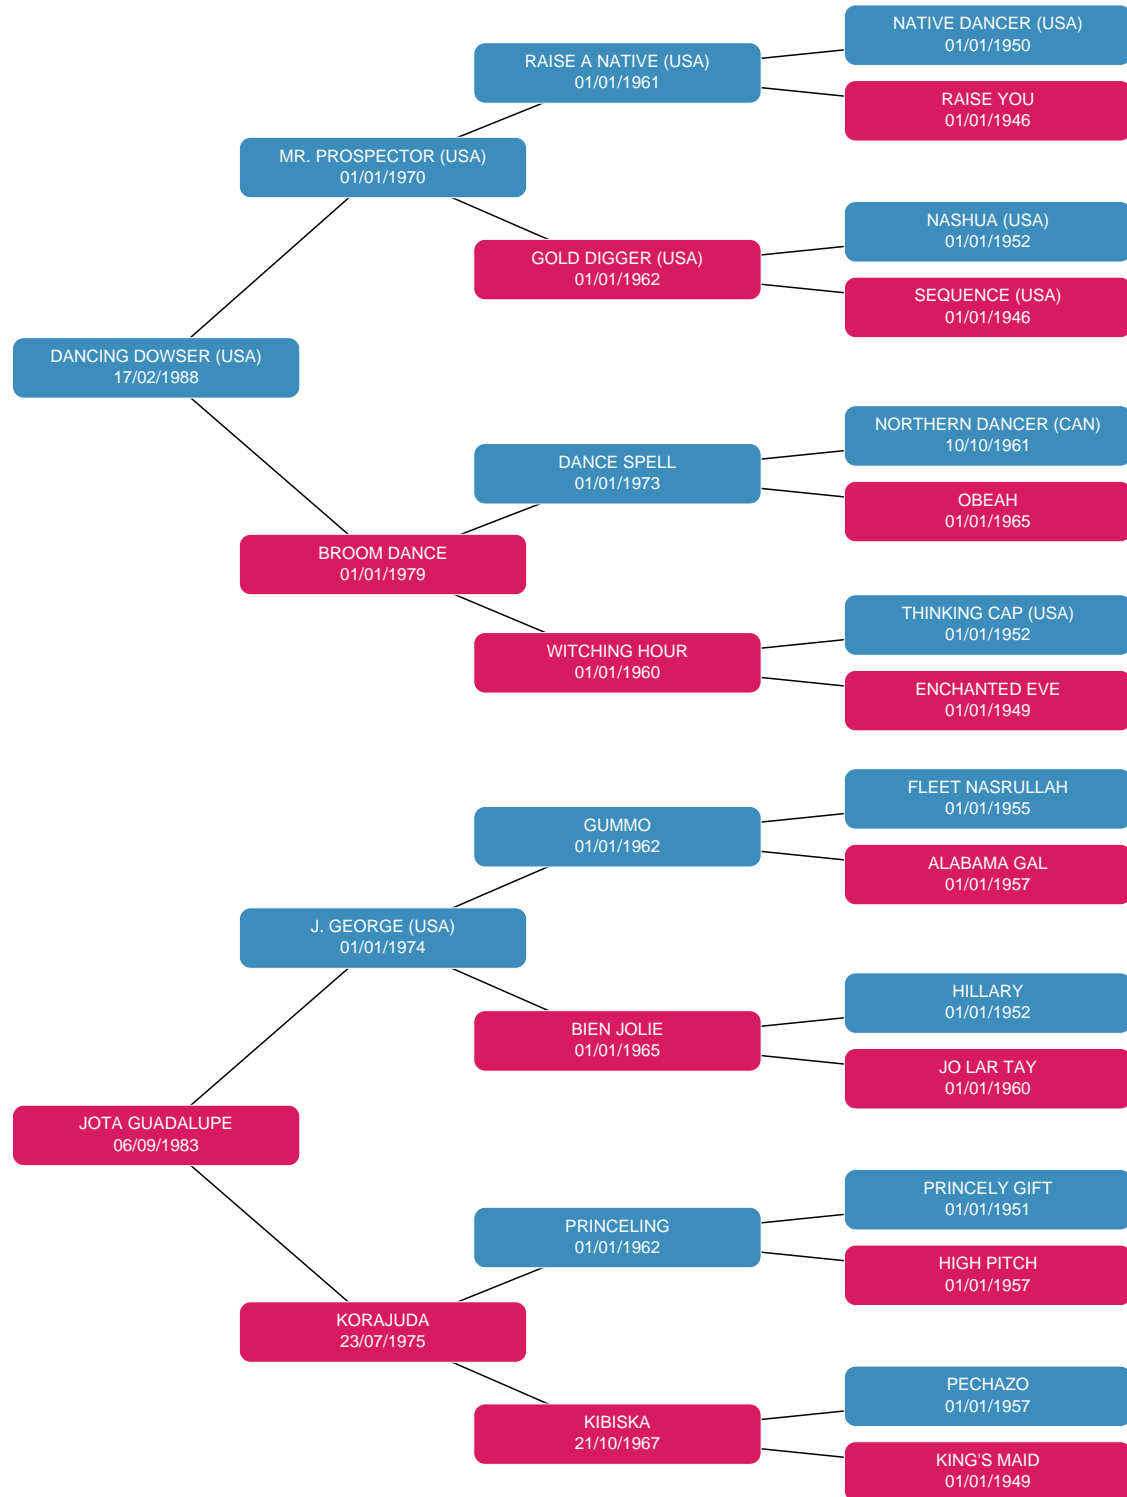 NATIVE DANCER (USA)
01/01/1950
RAISE A NATIVE (USA)
01/01/1961
RAISE YOU
01/01/1946
MR. PROSPECTOR (USA)
01/01/1970
NASHUA (USA)
01/01/1952
GOLD DIGGER (USA)
01/01/1962
SEQUENCE (USA)
01/01/1946
DANCING DOWSER (USA)
17/02/1988
NORTHERN DANCER (CAN)
10/10/1961
DANCE SPELL
01/01/1973
OBEAH
01/01/1965
BROOM DANCE
01/01/1979
THINKING CAP (USA)
01/01/1952
WITCHING HOUR
01/01/1960
ENCHANTED EVE
01/01/1949
FLEET NASRULLAH
01/01/1955
GUMMO
01/01/1962
ALABAMA GAL
01/01/1957
J. GEORGE (USA)
01/01/1974
HILLARY
01/01/1952
BIEN JOLIE
01/01/1965
JO LAR TAY
01/01/1960
JOTA GUADALUPE
06/09/1983
PRINCELY GIFT
01/01/1951
PRINCELING
01/01/1962
HIGH PITCH
01/01/1957
KORAJUDA
23/07/1975
PECHAZO
01/01/1957
KIBISKA
21/10/1967
KING'S MAID
01/01/1949